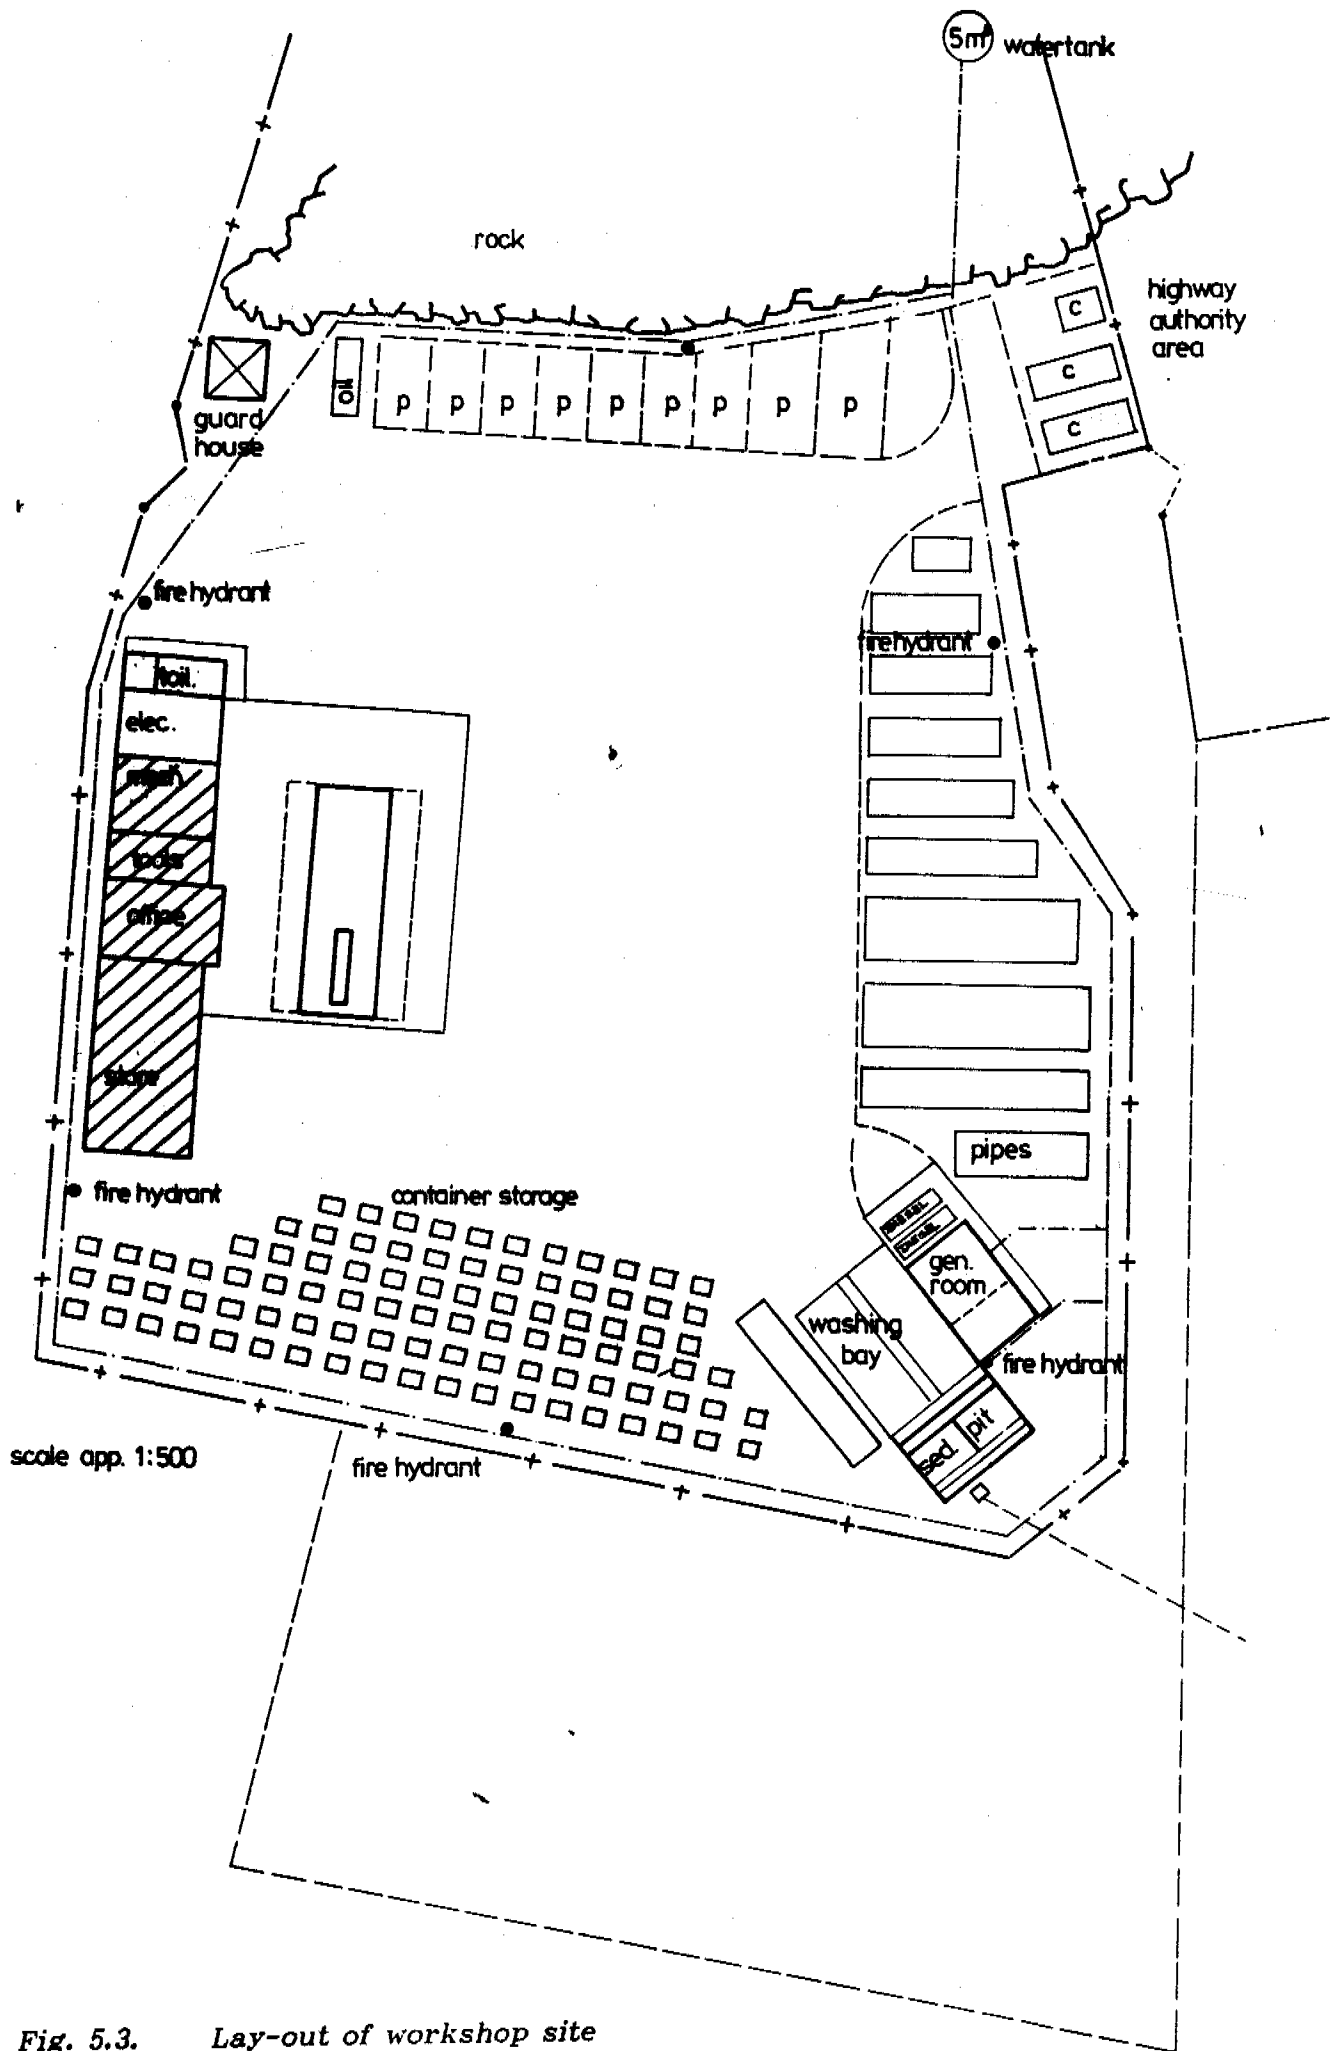 5m³ watertank
rock
highway
authority
area
c
c
c
guard
house
oil
p p p p p p p p p
fire hydrant
fire hydrant
toil.
elec.
mech
tools
office
store
pipes
fire hydrant
container storage
gen.
room
washing
bay
fire hydrant
sed. pit
scale app. 1:500
fire hydrant
Fig. 5.3. Lay-out of workshop site